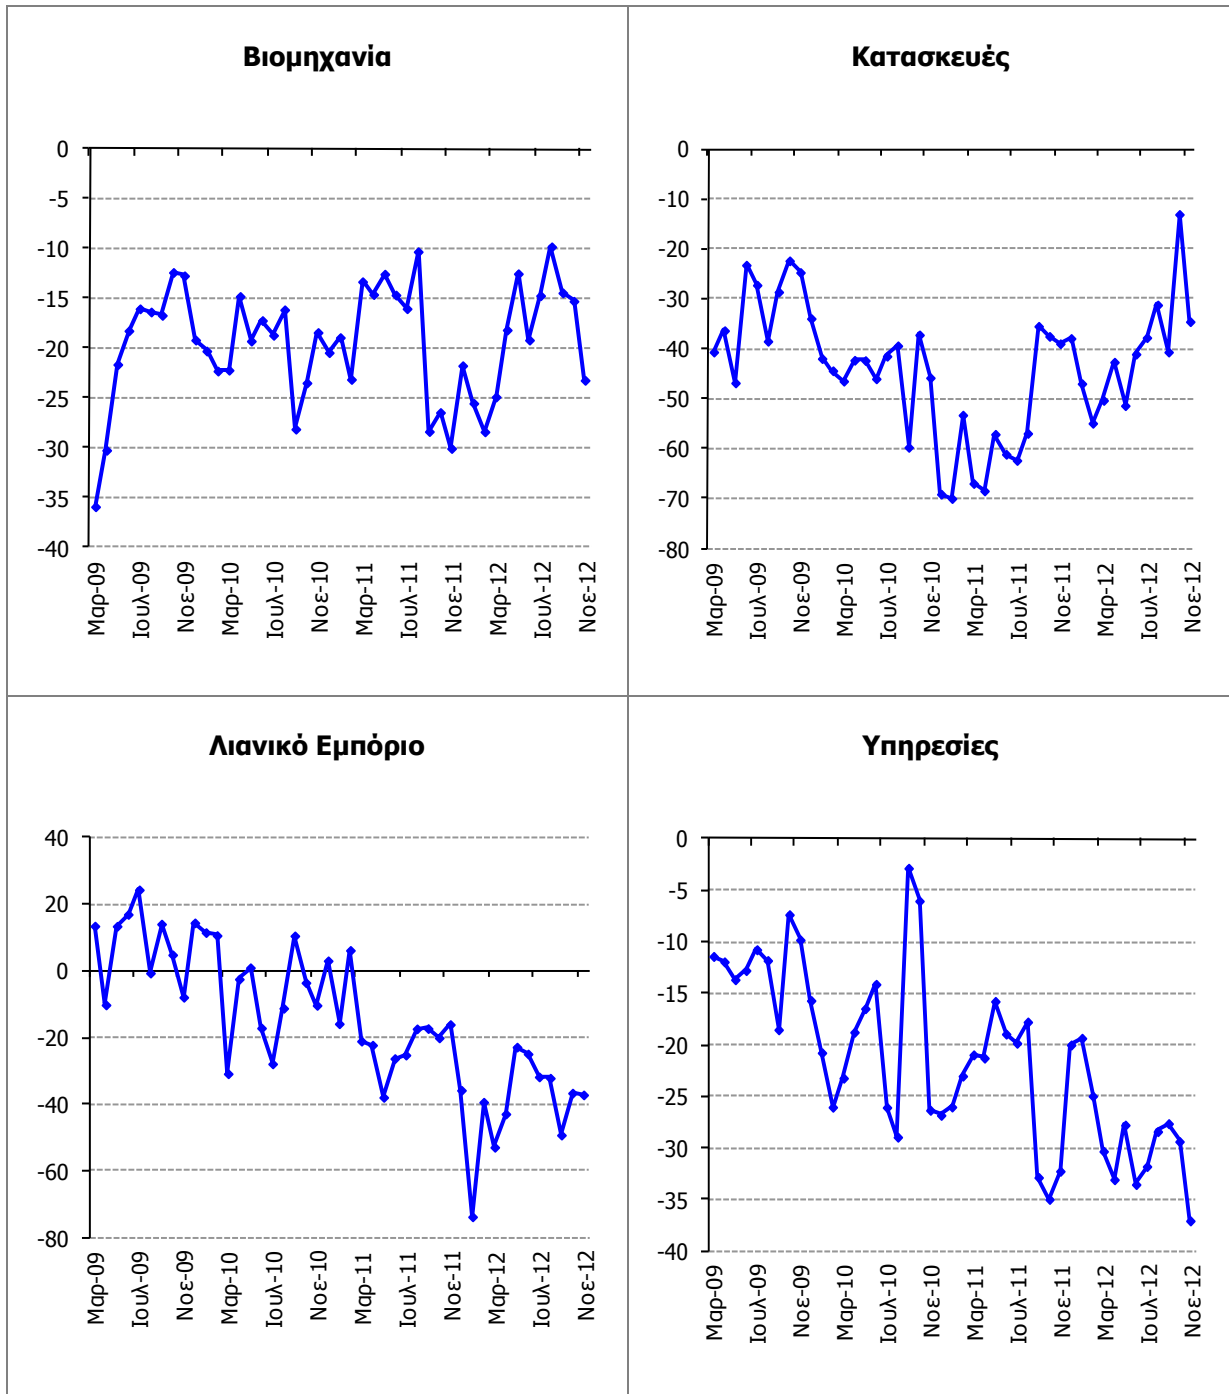 Βιομηχανία
0
-5
-10
-15
-20
-25
-30
-35
-40
Μαρ-09
Ιουλ-09
Νοε-09
Μαρ-10
Ιουλ-10
Νοε-10
Μαρ-11
Ιουλ-11
Νοε-11
Μαρ-12
Ιουλ-12
Νοε-12
Κατασκευές
0
-10
-20
-30
-40
-50
-60
-70
-80
Μαρ-09
Ιουλ-09
Νοε-09
Μαρ-10
Ιουλ-10
Νοε-10
Μαρ-11
Ιουλ-11
Νοε-11
Μαρ-12
Ιουλ-12
Νοε-12
Λιανικό Εμπόριο
40
20
0
-20
-40
-60
-80
Μαρ-09
Ιουλ-09
Νοε-09
Μαρ-10
Ιουλ-10
Νοε-10
Μαρ-11
Ιουλ-11
Νοε-11
Μαρ-12
Ιουλ-12
Νοε-12
Υπηρεσίες
0
-5
-10
-15
-20
-25
-30
-35
-40
Μαρ-09
Ιουλ-09
Νοε-09
Μαρ-10
Ιουλ-10
Νοε-10
Μαρ-11
Ιουλ-11
Νοε-11
Μαρ-12
Ιουλ-12
Νοε-12